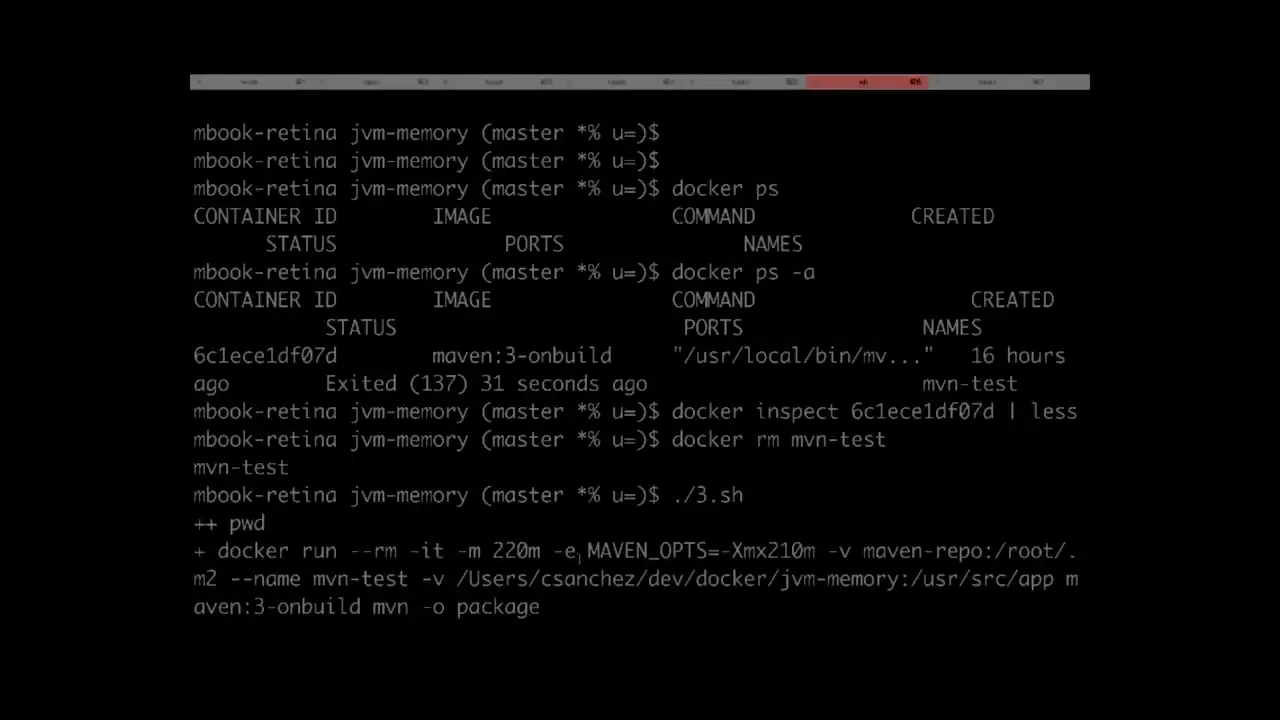 mbook-retina jvm-memory (master *% u=)$
mbook-retina jvm-memory (master *% u=)$
mbook-retina jvm-memory (master *% u=)$ docker ps
CONTAINER ID        IMAGE               COMMAND             CREATED
      STATUS              PORTS               NAMES
mbook-retina jvm-memory (master *% u=)$ docker ps -a
CONTAINER ID        IMAGE               COMMAND                  CREATED
           STATUS                        PORTS               NAMES
6c1ece1df07d        maven:3-onbuild     "/usr/local/bin/mv..."   16 hours
ago        Exited (137) 31 seconds ago                       mvn-test
mbook-retina jvm-memory (master *% u=)$ docker inspect 6c1ece1df07d | less
mbook-retina jvm-memory (master *% u=)$ docker rm mvn-test
mvn-test
mbook-retina jvm-memory (master *% u=)$ ./3.sh
++ pwd
+ docker run --rm -it -m 220m -e MAVEN_OPTS=-Xmx210m -v maven-repo:/root/.
m2 --name mvn-test -v /Users/csanchez/dev/docker/jvm-memory:/usr/src/app m
aven:3-onbuild mvn -o package